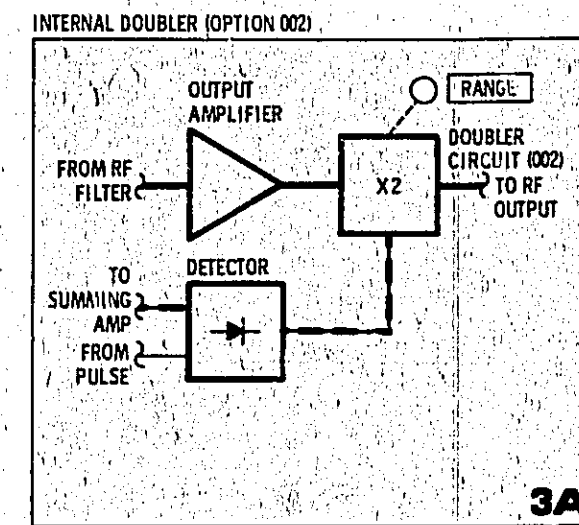 INTERNAL DOUBLER (OPTION 002)
OUTPUT
AMPLIFIER
RANGE
DOUBLER
CIRCUIT (002)
FROM RF
FILTER
X2
TO RF
OUTPUT
TO
SUMMING
AMP
DETECTOR
FROM
PULSE
3A